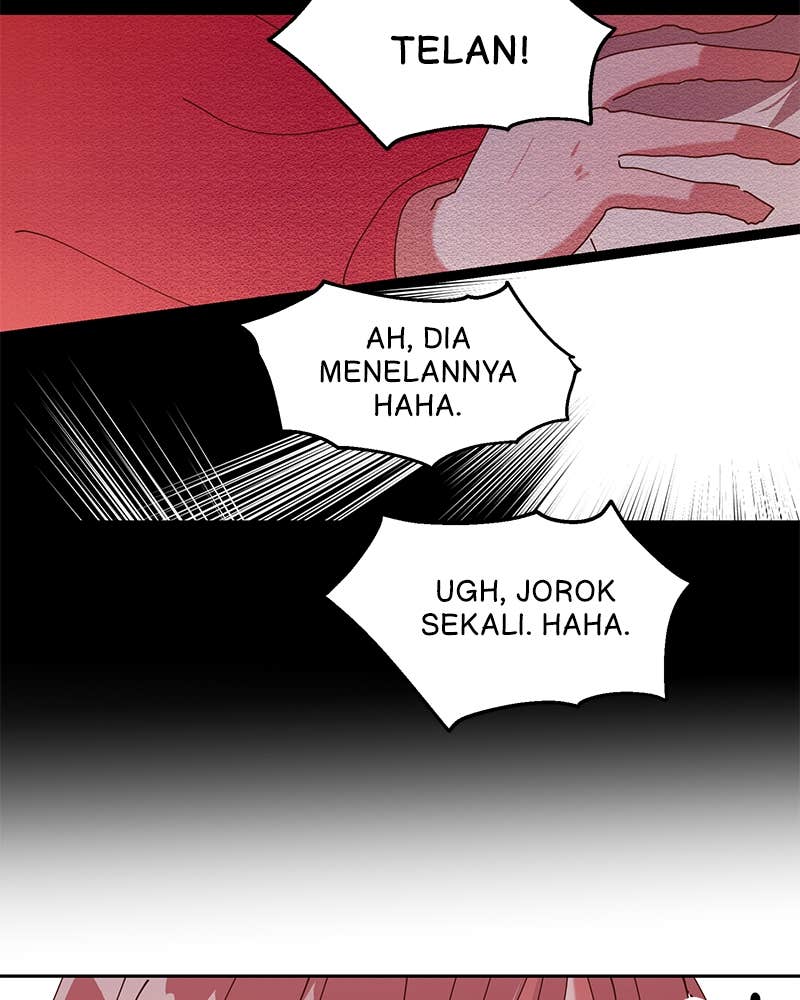 TELAN!
AH, DIA
MENELANNYA
HAHA.
UGH, JOROK
SEKALI. HAHA.